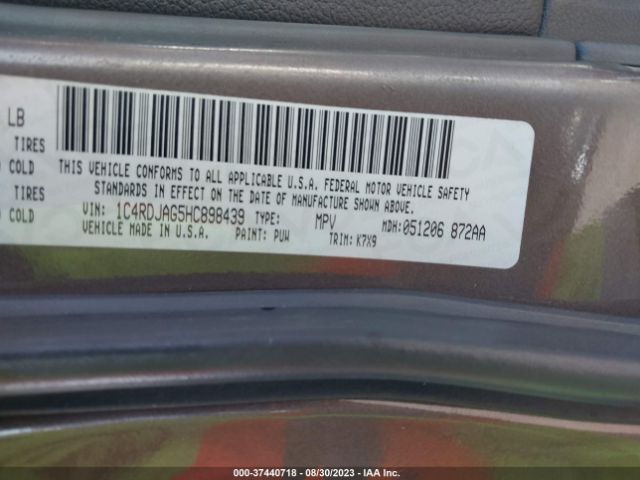 LB
TIRES
COLD
TIRES
COLD
THIS VEHICLE CONFORMS TO ALL APPLICABLE U.S.A. FEDERAL MOTOR VEHICLE SAFETY
STANDARDS IN EFFECT ON THE DATE OF MANUFACTURE SHOWN ABOVE.
VIN: 1C4RDJAG5HC898439 TYPE: MPV MDH: 051206 872AA
MADE IN U.S.A. PAINT: PUW TRIM: K7X9
000-37440718 - 08/30/2023 - IAA Inc.